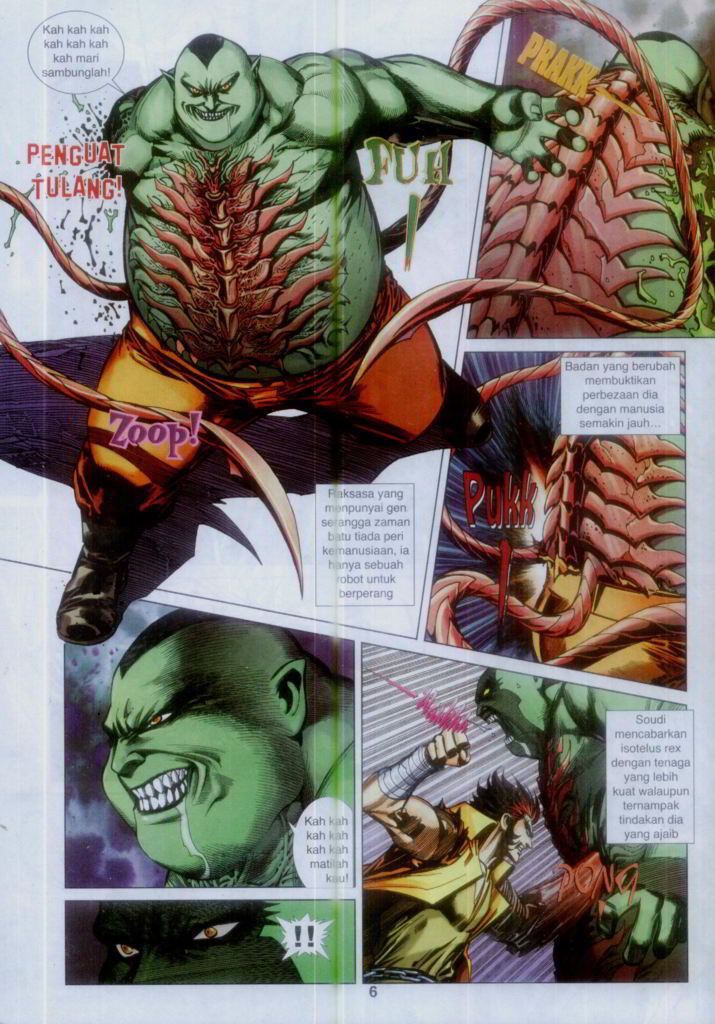 Kah kah kah
kah kah kah
kah mari
sambunglah!
PENGUAT
TULANG!
FUH
!
PRAKK
Zoop!
Badan yang berubah
membuktikan
perbezaan dia
dengan manusia
semakin jauh...
Pukk
!
Raksasa yang
menpunyai gen
serangga zaman
batu tiada peri
kemanusiaan, ia
hanya sebuah
robot untuk
berperang
Kah kah
kah kah
kah kah
matilah
kau!
Soudi
mencabarkan
isotelus rex
dengan tenaga
yang lebih
kuat walaupun
ternampak
tindakan dia
yang ajaib
PONG
!!
6